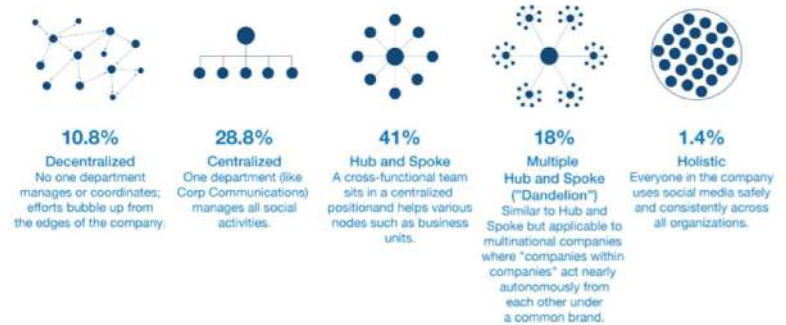 10.8%
Decentralized
No one department
manages or coordinates;
efforts bubble up from
the edges of the company.
28.8%
Centralized
One department (like
Corp Communications)
manages all social
activities.
41%
Hub and Spoke
A cross-functional team
sits in a centralized
positionand helps various
nodes such as business
units.
18%
Multiple
Hub and Spoke
("Dandelion")
Similar to Hub and
Spoke but applicable to
multinational companies
where "companies within
companies" act nearly
autonomously from
each other under
a common brand.
1.4%
Holistic
Everyone in the company
uses social media safely
and consistently across
all organizations.